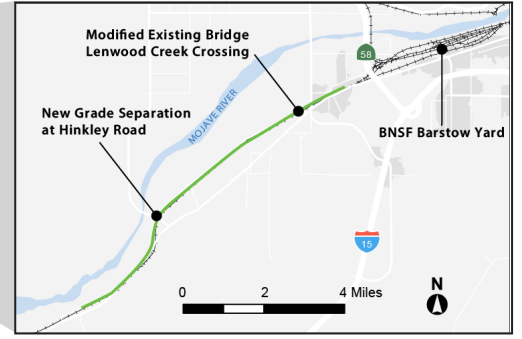 Modified Existing Bridge
Lenwood Creek Crossing
58
New Grade Separation
at Hinkley Road
MOJAVE RIVER
BNSF Barstow Yard
15
0 2 4 Miles
N